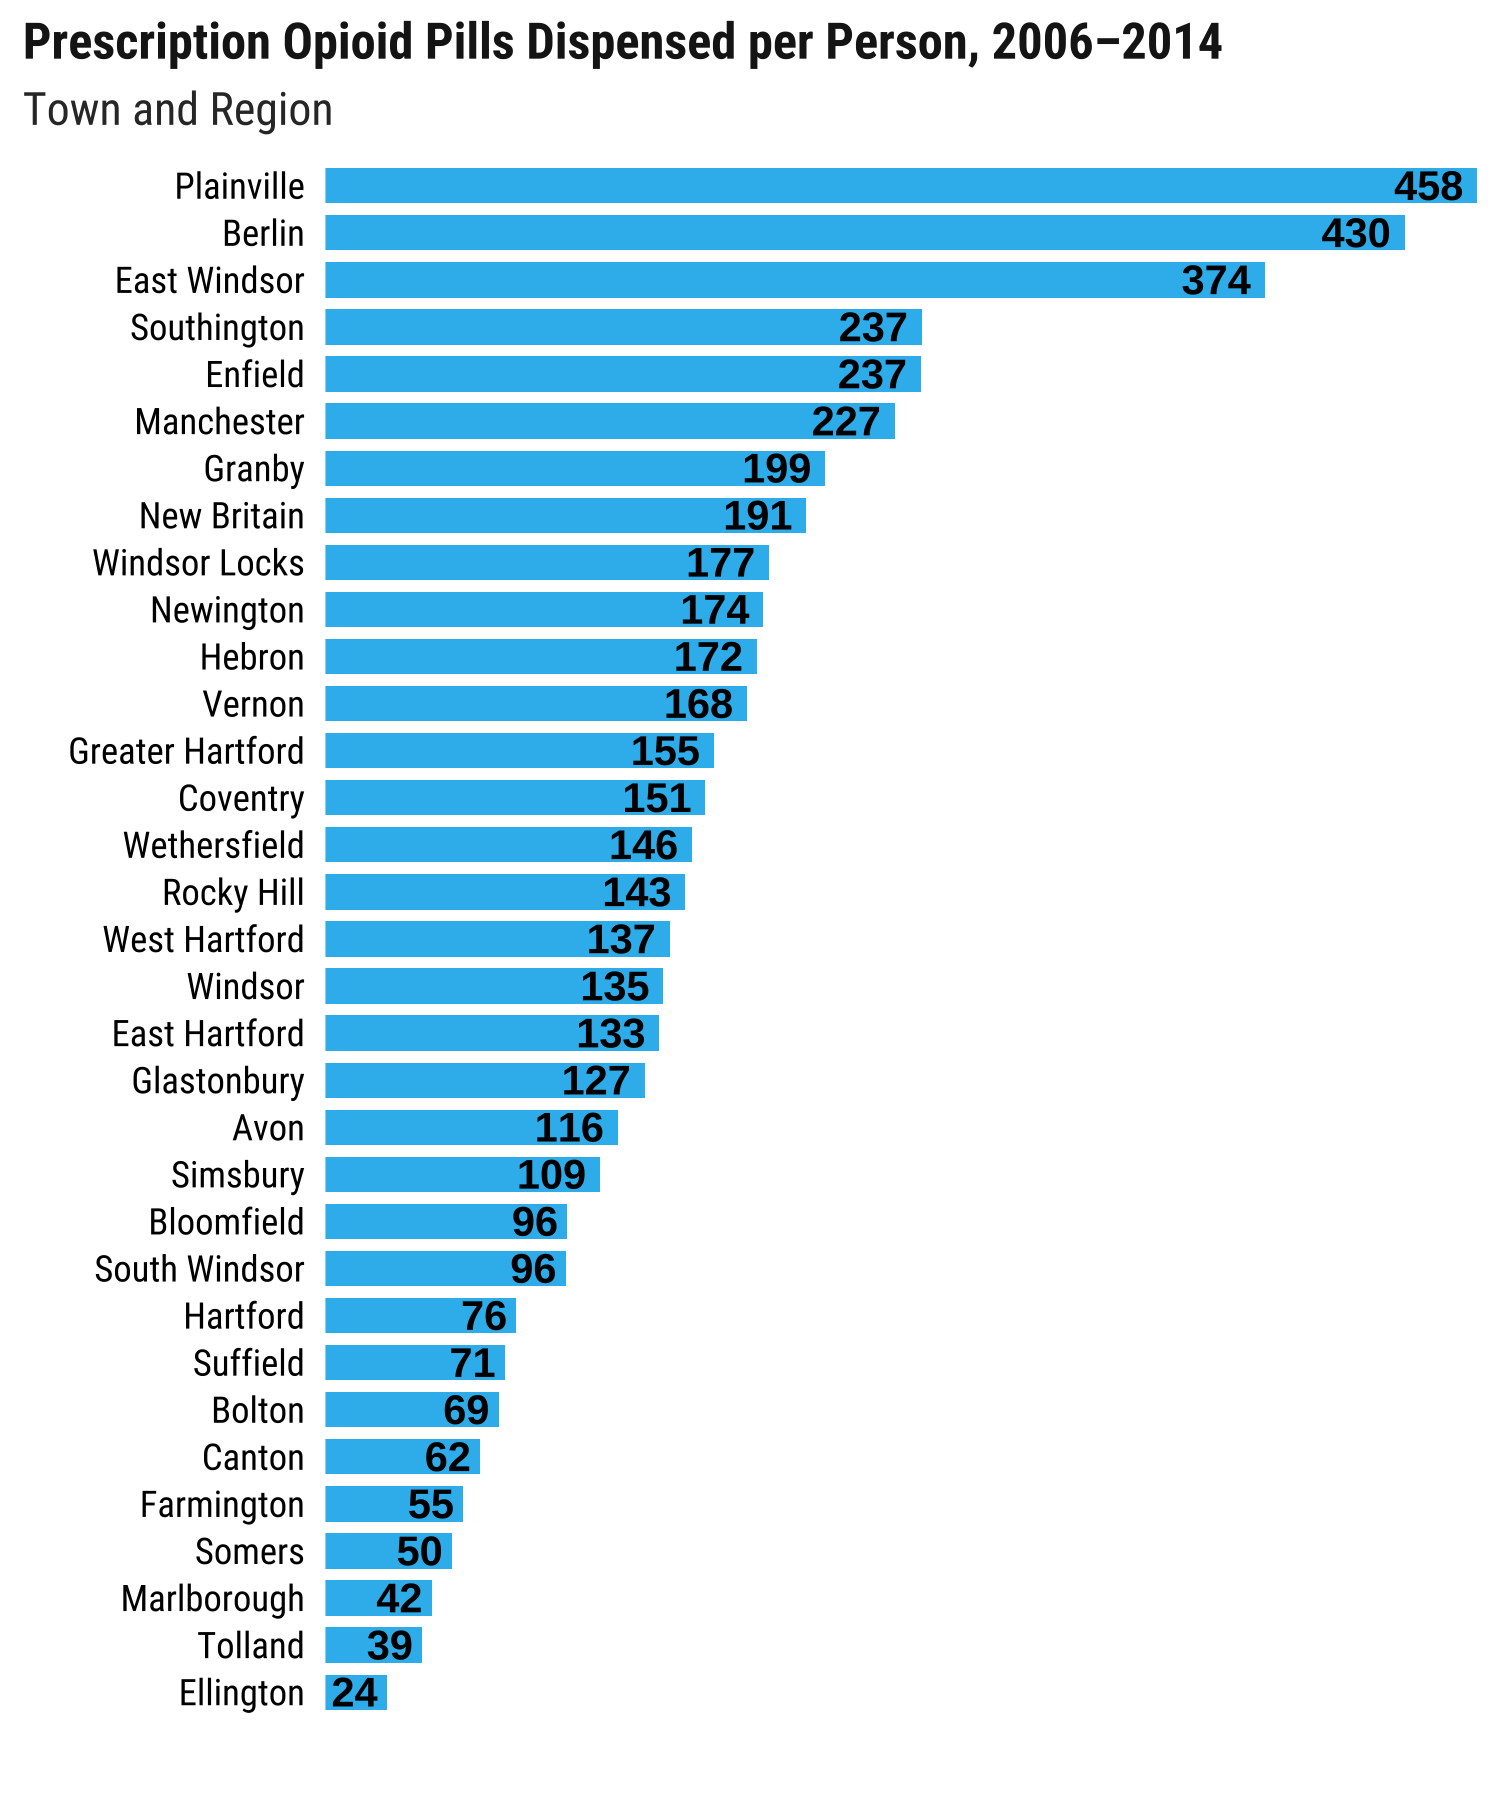 Prescription Opioid Pills Dispensed per Person, 2006–2014
Town and Region
Plainville 458
Berlin 430
East Windsor 374
Southington 237
Enfield 237
Manchester 227
Granby 199
New Britain 191
Windsor Locks 177
Newington 174
Hebron 172
Vernon 168
Greater Hartford 155
Coventry 151
Wethersfield 146
Rocky Hill 143
West Hartford 137
Windsor 135
East Hartford 133
Glastonbury 127
Avon 116
Simsbury 109
Bloomfield 96
South Windsor 96
Hartford 76
Suffield 71
Bolton 69
Canton 62
Farmington 55
Somers 50
Marlborough 42
Tolland 39
Ellington 24